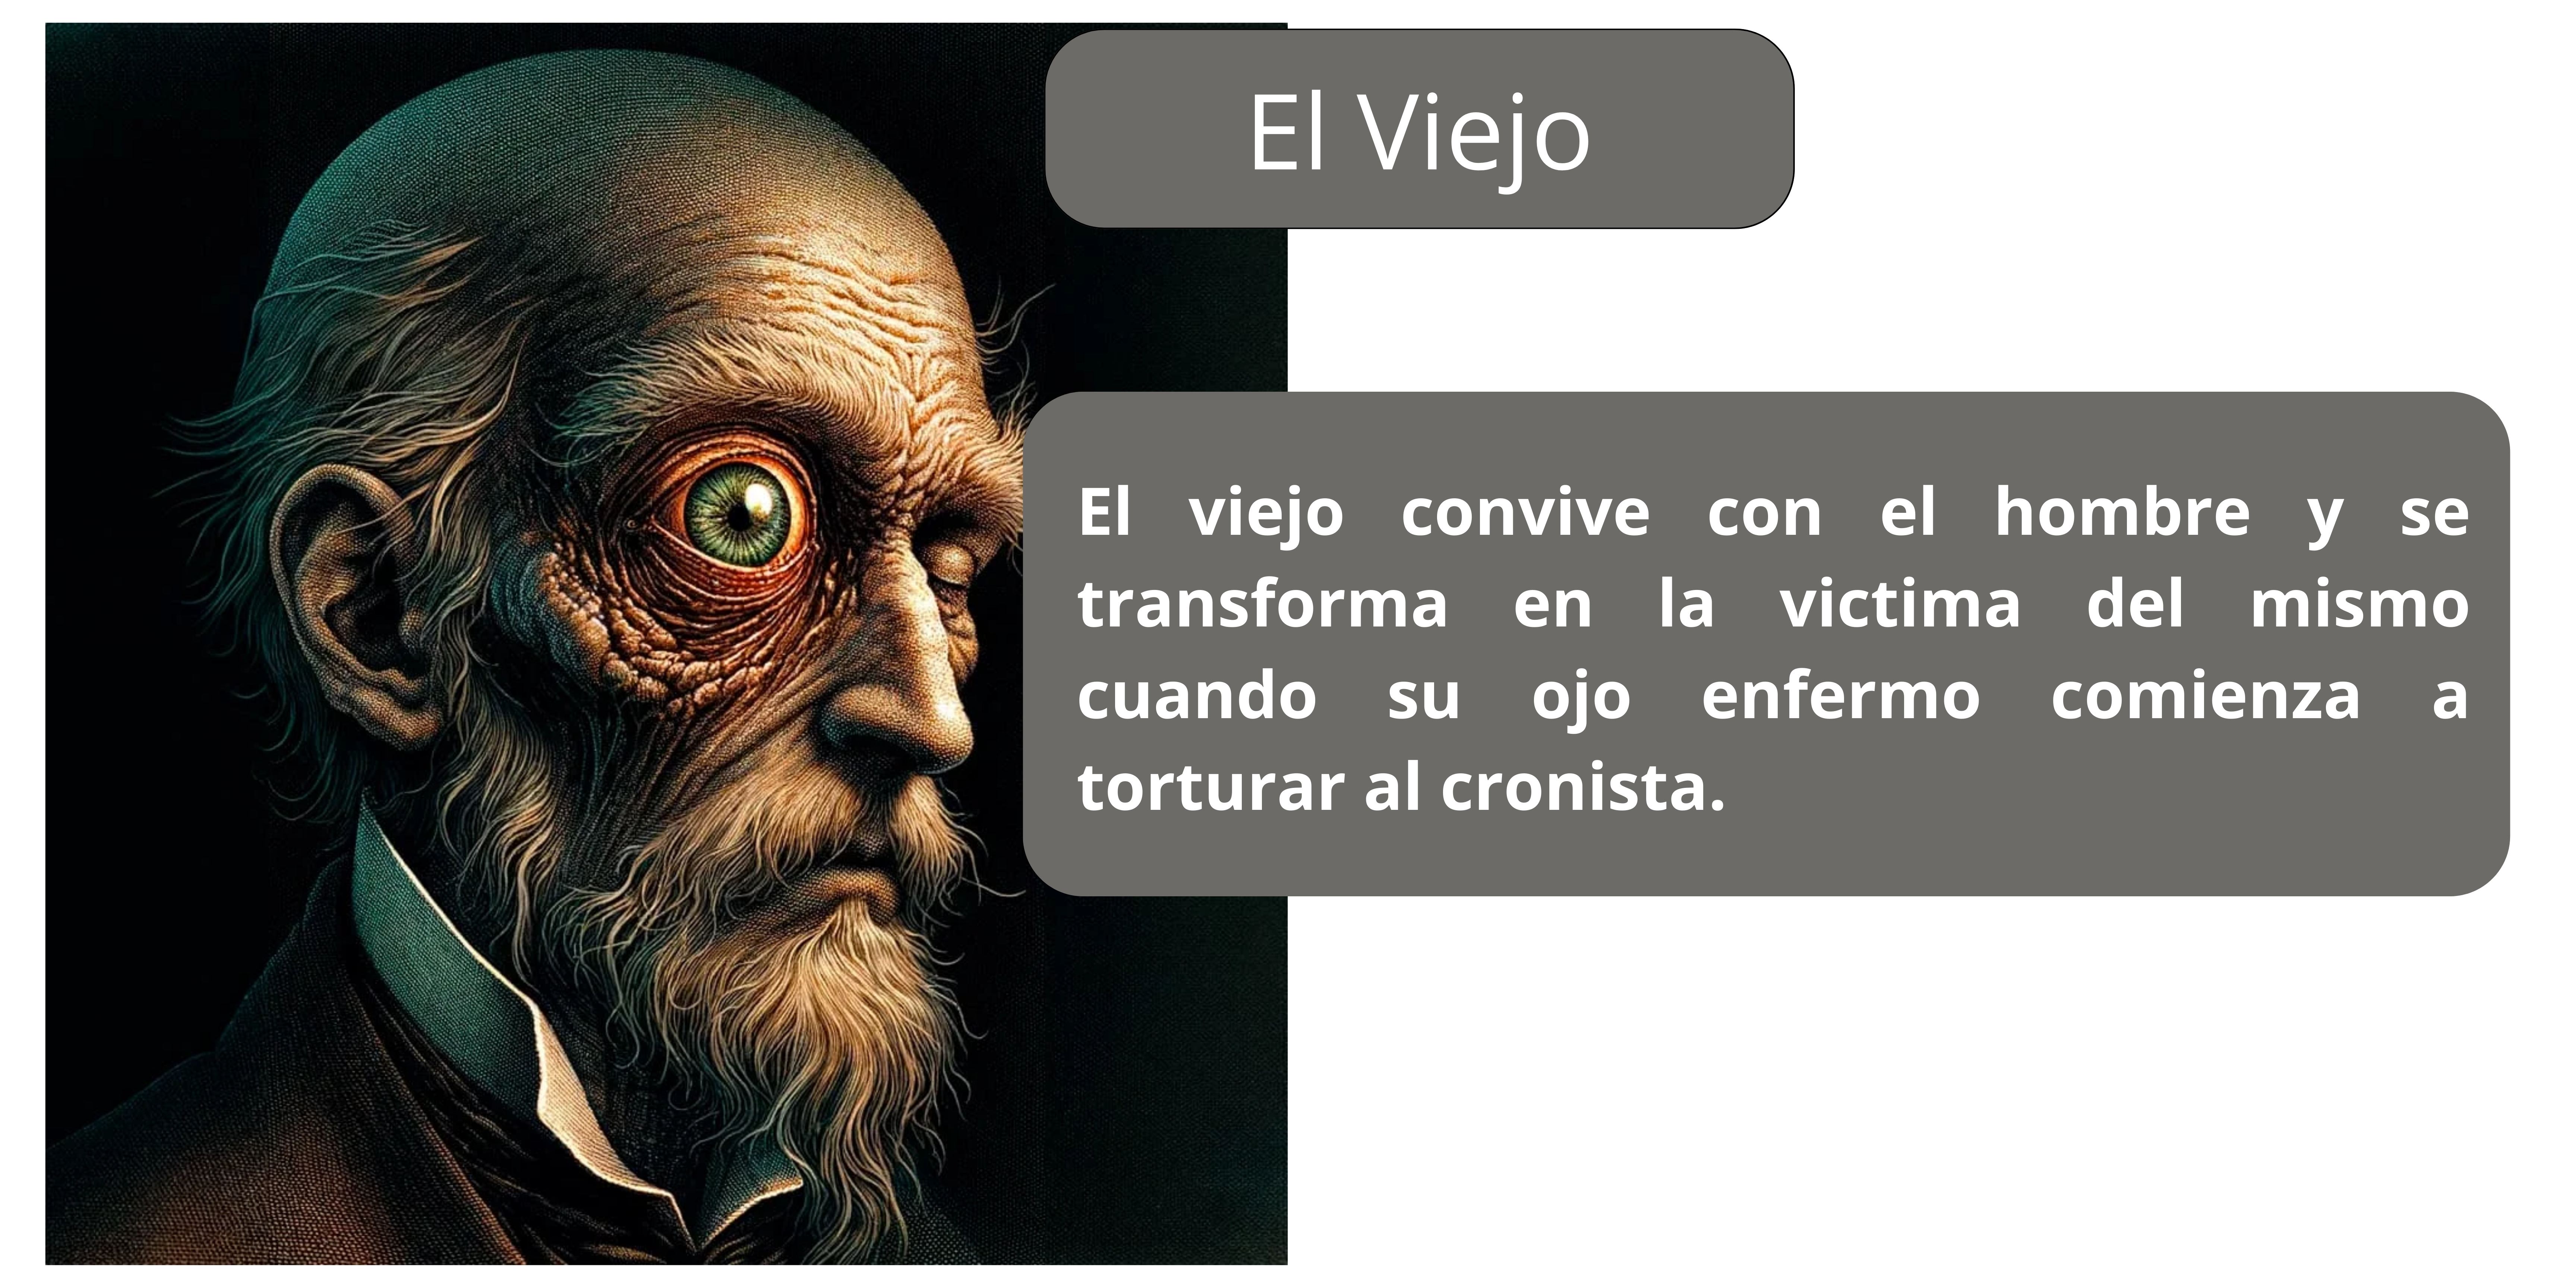 El Viejo
El viejo convive con el hombre y se
transforma en la victima del mismo
cuando su ojo enfermo comienza a
torturar al cronista.